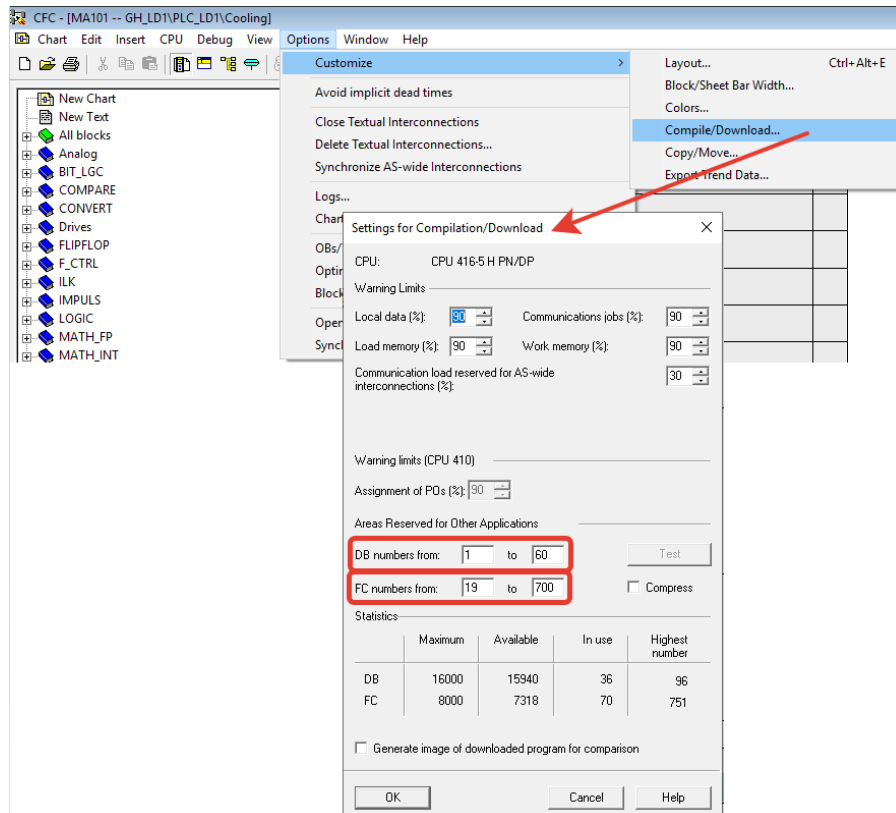 CFC - [MA101 -- GH_LD1\PLC_LD1\Cooling]
Chart Edit Insert CPU Debug View Options Window Help
New Chart
New Text
All blocks
Analog
BIT_LGC
COMPARE
CONVERT
Drives
FLIPFLOP
F_CTRL
ILK
IMPULS
LOGIC
MATH_FP
MATH_INT
Customize >
Avoid implicit dead times
Close Textual Interconnections
Delete Textual Interconnections...
Synchronize AS-wide Interconnections
Logs...
Chart
OBs/
Optir
Block
Oper
Syncl
Layout... Ctrl+Alt+E
Block/Sheet Bar Width...
Colors...
Compile/Download...
Copy/Move...
Export Trend Data...
Settings for Compilation/Download
CPU: CPU 416-5 H PN/DP
Warning Limits
Local data (%): 90 Communications jobs (%): 90
Load memory (%): 90 Work memory (%): 90
Communication load reserved for AS-wide
interconnections (%): 30
Warning limits (CPU 410)
Assignment of POs (%): 90
Areas Reserved for Other Applications
DB numbers from: 1 to 60 Test
FC numbers from: 19 to 700 Compress
Statistics
Maximum Available In use Highest
number
DB 16000 15940 36 96
FC 8000 7318 70 751
Generate image of downloaded program for comparison
OK Cancel Help